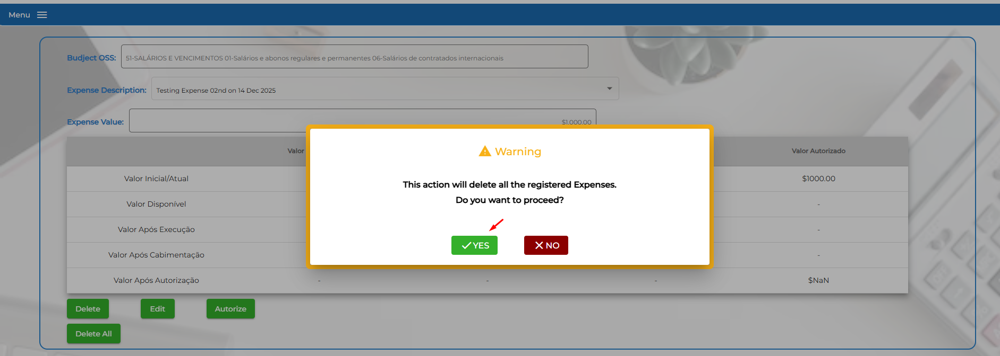 Menu
Budject OSS:
51-SALÁRIOS E VENCIMENTOS 01-Salários e abonos regulares e permanentes 06-Salários de contratados internacionais
Expense Description:
Testing Expense 02nd on 14 Dec 2025
Expense Value:
$1,000.00
Valor
Valor Autorizado
Warning
This action will delete all the registered Expenses.
Do you want to proceed?
YES
NO
Valor Inicial/Atual
$1000.00
Valor Disponível
-
Valor Após Execução
-
Valor Após Cabimentação
-
Valor Após Autorização - - - $NaN
Delete
Edit
Autorize
Delete All